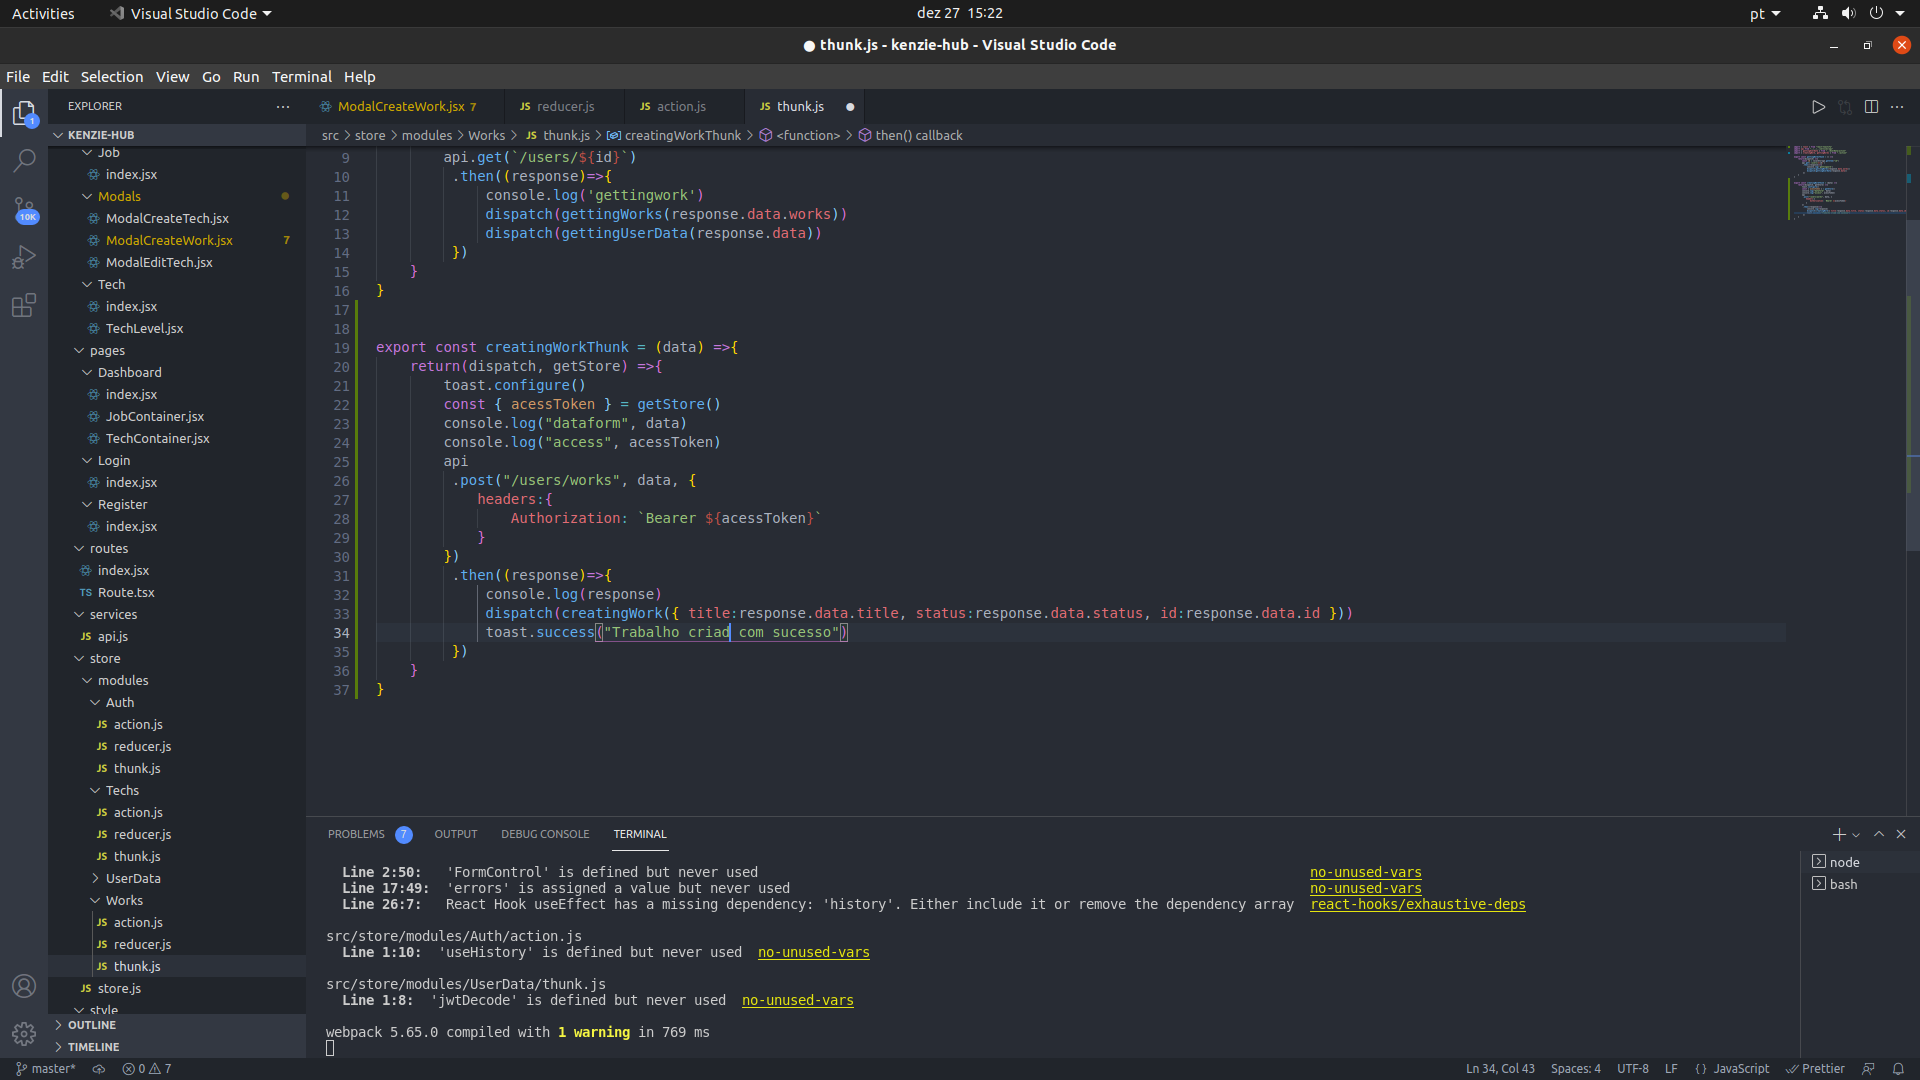 Activities
Visual Studio Code
dez 27 15:22
pt
● thunk.js - kenzie-hub - Visual Studio Code
File Edit Selection View Go Run Terminal Help
EXPLORER
ModalCreateWork.jsx 7
JS reducer.js
JS action.js
JS thunk.js
src > store > modules > Works > JS thunk.js > creatingWorkThunk > <function> > then() callback
1
10K
KENZIE-HUB
Job
index.jsx
Modals
ModalCreateTech.jsx
ModalCreateWork.jsx 7
ModalEditTech.jsx
Tech
index.jsx
TechLevel.jsx
pages
Dashboard
index.jsx
JobContainer.jsx
TechContainer.jsx
Login
index.jsx
Register
index.jsx
routes
index.jsx
TS Route.tsx
services
JS api.js
store
modules
Auth
JS action.js
JS reducer.js
JS thunk.js
Techs
JS action.js
JS reducer.js
JS thunk.js
UserData
Works
JS action.js
JS reducer.js
JS thunk.js
JS store.js
style
OUTLINE
TIMELINE
9 api.get(`/users/${id}`)
10 .then((response)=>{
11 console.log('gettingwork')
12 dispatch(gettingWorks(response.data.works))
13 dispatch(gettingUserData(response.data))
14 })
15 }
16 }
17
18
19 export const creatingWorkThunk = (data) =>{
20 return(dispatch, getStore) =>{
21 toast.configure()
22 const { acessToken } = getStore()
23 console.log("dataform", data)
24 console.log("access", acessToken)
25 api
26 .post("/users/works", data, {
27 headers:{
28 Authorization: `Bearer ${acessToken}`
29 }
30 })
31 .then((response)=>{
32 console.log(response)
33 dispatch(creatingWork({ title:response.data.title, status:response.data.status, id:response.data.id }))
34 toast.success("Trabalho criad com sucesso")
35 })
36 }
37 }
PROBLEMS 7 OUTPUT DEBUG CONSOLE TERMINAL
node
bash
Line 2:50: 'FormControl' is defined but never used no-unused-vars
Line 17:49: 'errors' is assigned a value but never used no-unused-vars
Line 26:7: React Hook useEffect has a missing dependency: 'history'. Either include it or remove the dependency array react-hooks/exhaustive-deps
src/store/modules/Auth/action.js
Line 1:10: 'useHistory' is defined but never used no-unused-vars
src/store/modules/UserData/thunk.js
Line 1:8: 'jwtDecode' is defined but never used no-unused-vars
webpack 5.65.0 compiled with 1 warning in 769 ms
master* 0 7
Ln 34, Col 43 Spaces: 4 UTF-8 LF {} JavaScript Prettier